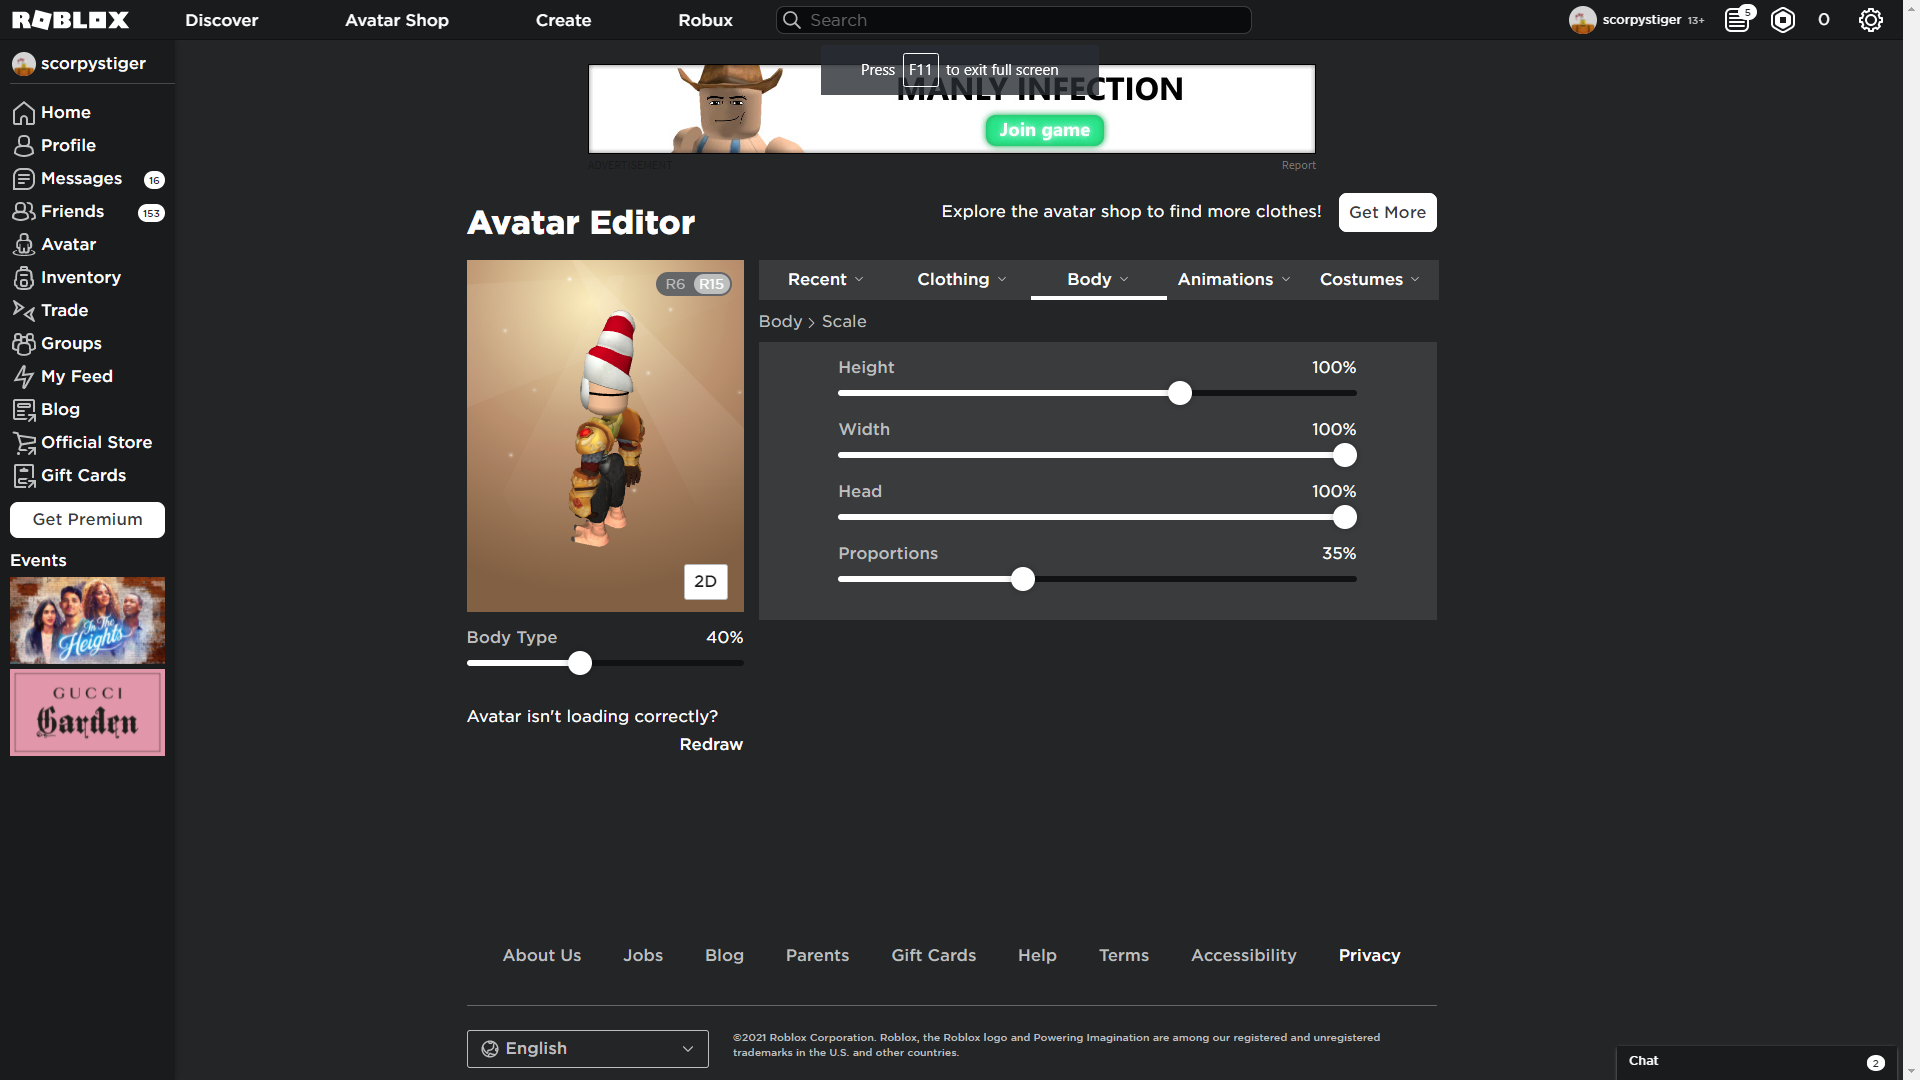 ROBLOX
Discover
Avatar Shop
Create
Robux
Search
scorpystiger 13+
5
0
scorpystiger
Home
Profile
Messages 16
Friends 153
Avatar
Inventory
Trade
Groups
My Feed
Blog
Official Store
Gift Cards
Get Premium
Events
In The
Heights
GUCCI
Garden
Press F11 to exit full screen
MANLY INFECTION
Join game
ADVERTISEMENT
Report
Avatar Editor
Explore the avatar shop to find more clothes!
Get More
R6 R15
2D
Body Type 40%
Avatar isn't loading correctly?
Redraw
Recent
Clothing
Body
Animations
Costumes
Body > Scale
Height 100%
Width 100%
Head 100%
Proportions 35%
About Us
Jobs
Blog
Parents
Gift Cards
Help
Terms
Accessibility
Privacy
English
©2021 Roblox Corporation. Roblox, the Roblox logo and Powering Imagination are among our registered and unregistered
trademarks in the U.S. and other countries.
Chat 2